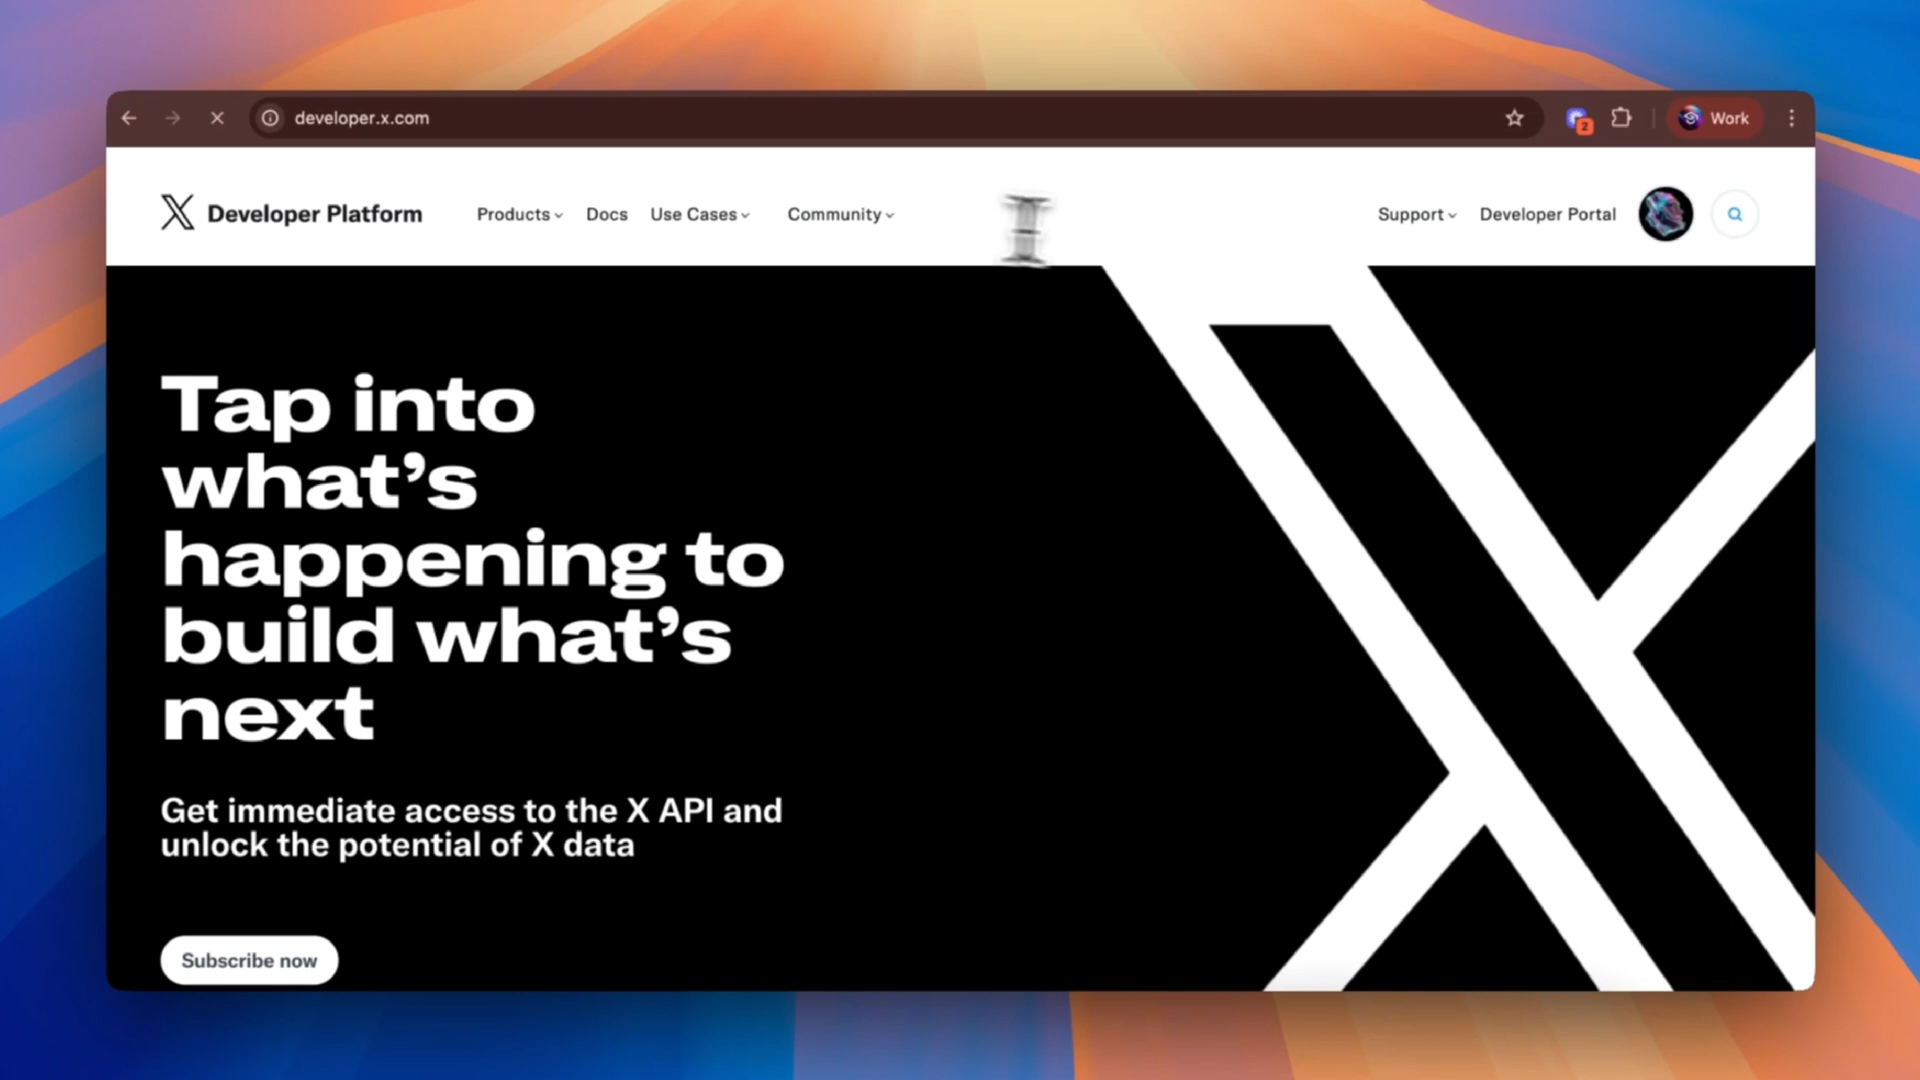 developer.x.com
2
Work
Developer Platform
Products
Docs
Use Cases
Community
Support
Developer Portal
Tap into
what's
happening to
build what's
next
Get immediate access to the X API and
unlock the potential of X data
Subscribe now